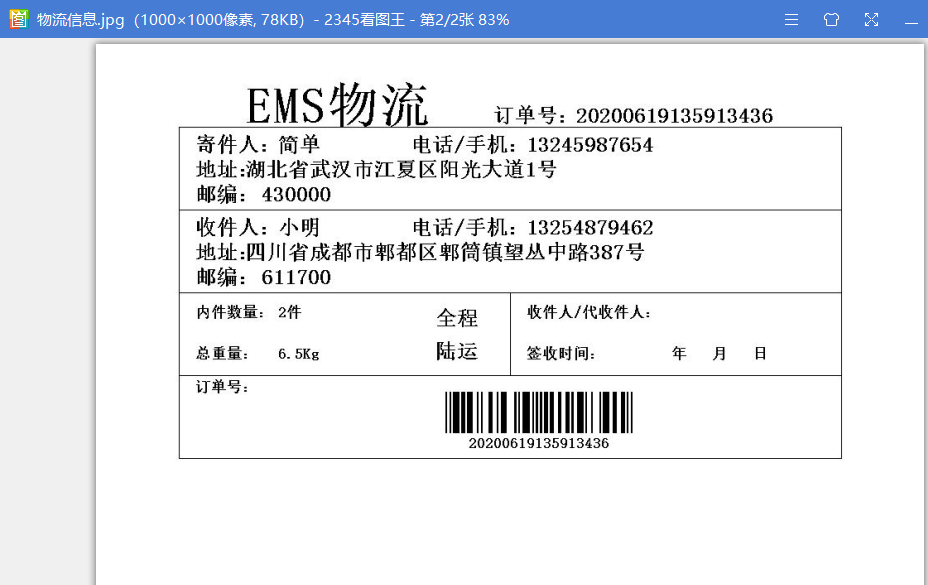 物流信息.jpg（1000×1000像素, 78KB）- 2345看图王 - 第2/2张 83%
EMS物流 订单号: 20200619135913436
寄件人: 简单 电话/手机: 13245987654
地址:湖北省武汉市江夏区阳光大道1号
邮编: 430000
收件人: 小明 电话/手机: 13254879462
地址:四川省成都市郫都区郫筒镇望丛中路387号
邮编: 611700
内件数量: 2件 全程 收件人/代收件人:
总重量: 6.5Kg 陆运 签收时间: 年 月 日
订单号:
20200619135913436